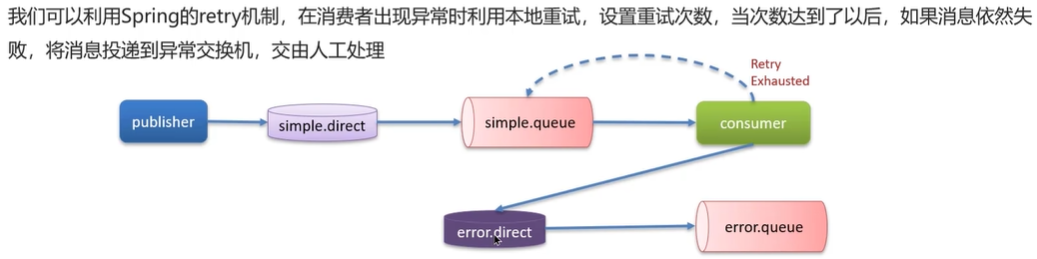 我们可以利用Spring的retry机制，在消费者出现异常时利用本地重试，设置重试次数，当次数达到了以后，如果消息依然失
败，将消息投递到异常交换机，交由人工处理
Retry
Exhausted
publisher
simple.direct
simple.queue
consumer
error.direct
error.queue